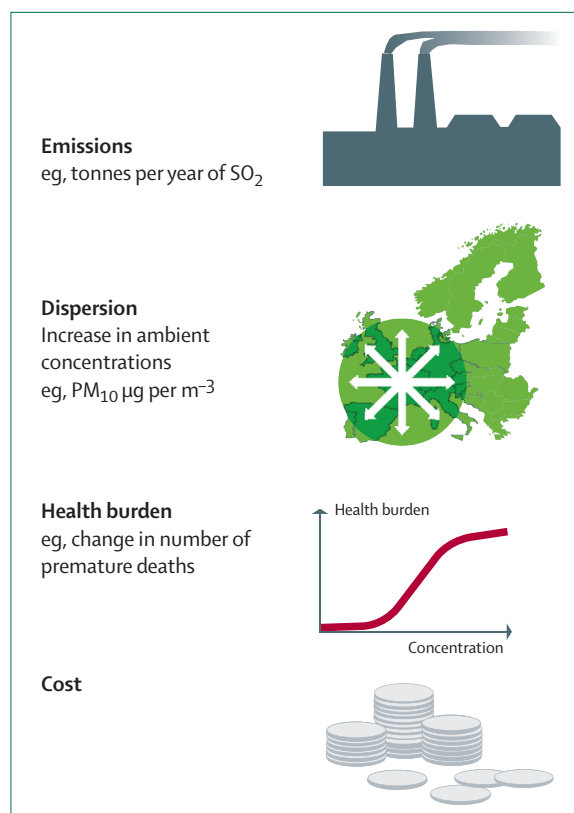 Emissions
eg, tonnes per year of SO₂
Dispersion
Increase in ambient
concentrations
eg, PM₁₀ µg per m⁻³
Health burden
eg, change in number of
premature deaths
Health burden
Concentration
Cost